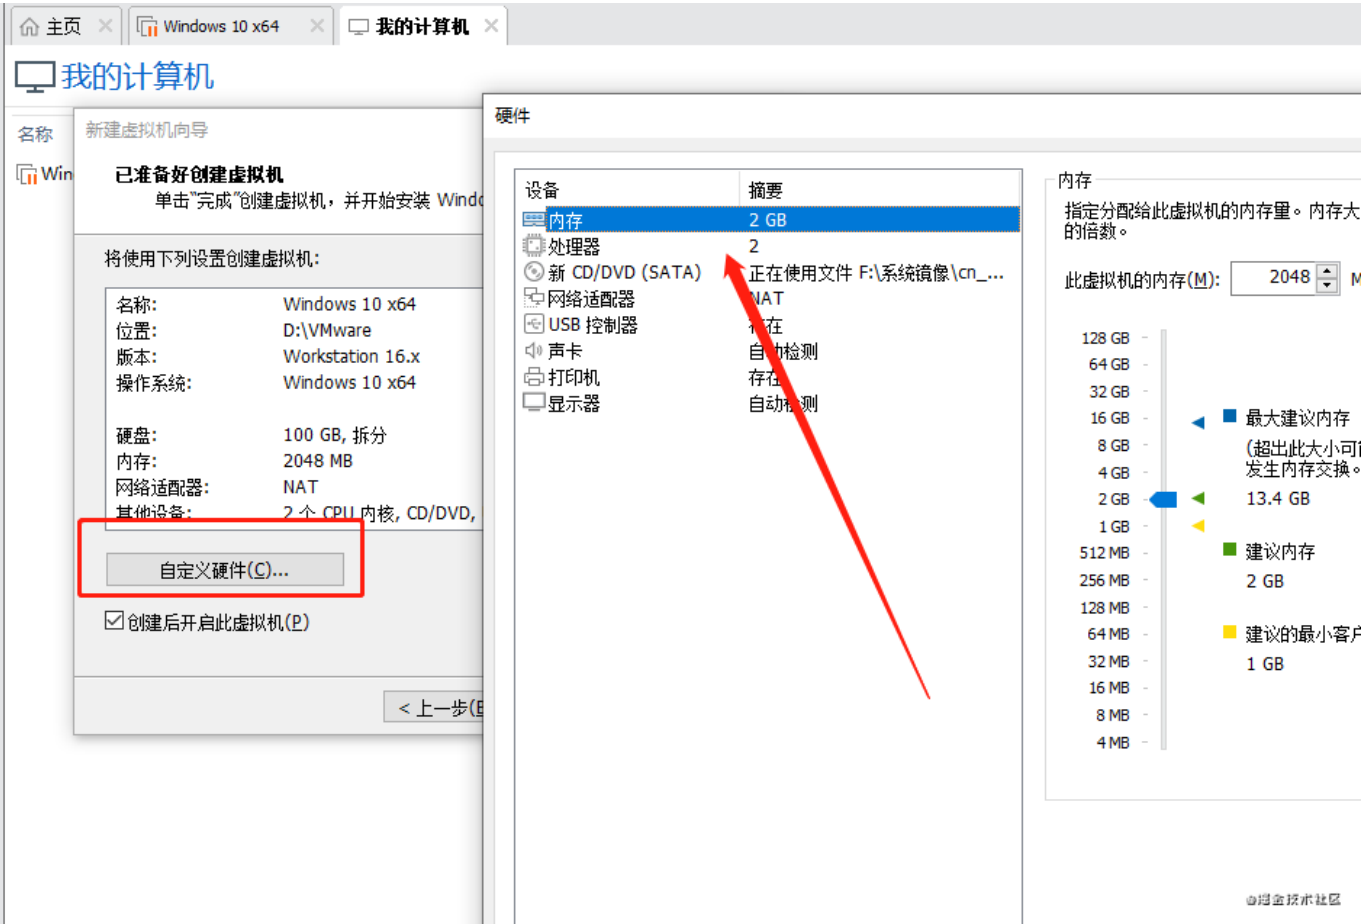 主页
Windows 10 x64
我的计算机
我的计算机
名称
Win
新建虚拟机向导
已准备好创建虚拟机
单击"完成"创建虚拟机，并开始安装
将使用下列设置创建虚拟机:
名称: Windows 10 x64
位置: D:\VMware
版本: Workstation 16.x
操作系统: Windows 10 x64
硬盘: 100 GB, 拆分
内存: 2048 MB
网络适配器: NAT
其他设备: 2 个 CPU 内核, CD/DVD,
自定义硬件(C)...
创建后开启此虚拟机(P)
< 上一步(
硬件
设备 摘要
内存 2 GB
处理器 2
新 CD/DVD (SATA) 正在使用文件 F:\系统镜像\cn_...
网络适配器 NAT
USB 控制器 存在
声卡 自动检测
打印机 存在
显示器 自动检测
内存
指定分配给此虚拟机的内存量。内存大
的倍数。
此虚拟机的内存(M): 2048 M
128 GB
64 GB
32 GB
16 GB
8 GB
4 GB
2 GB
1 GB
512 MB
256 MB
128 MB
64 MB
32 MB
16 MB
8 MB
4 MB
最大建议内存
(超出此大小可
发生内存交换。
13.4 GB
建议内存
2 GB
建议的最小客
1 GB
@掘金技术社区